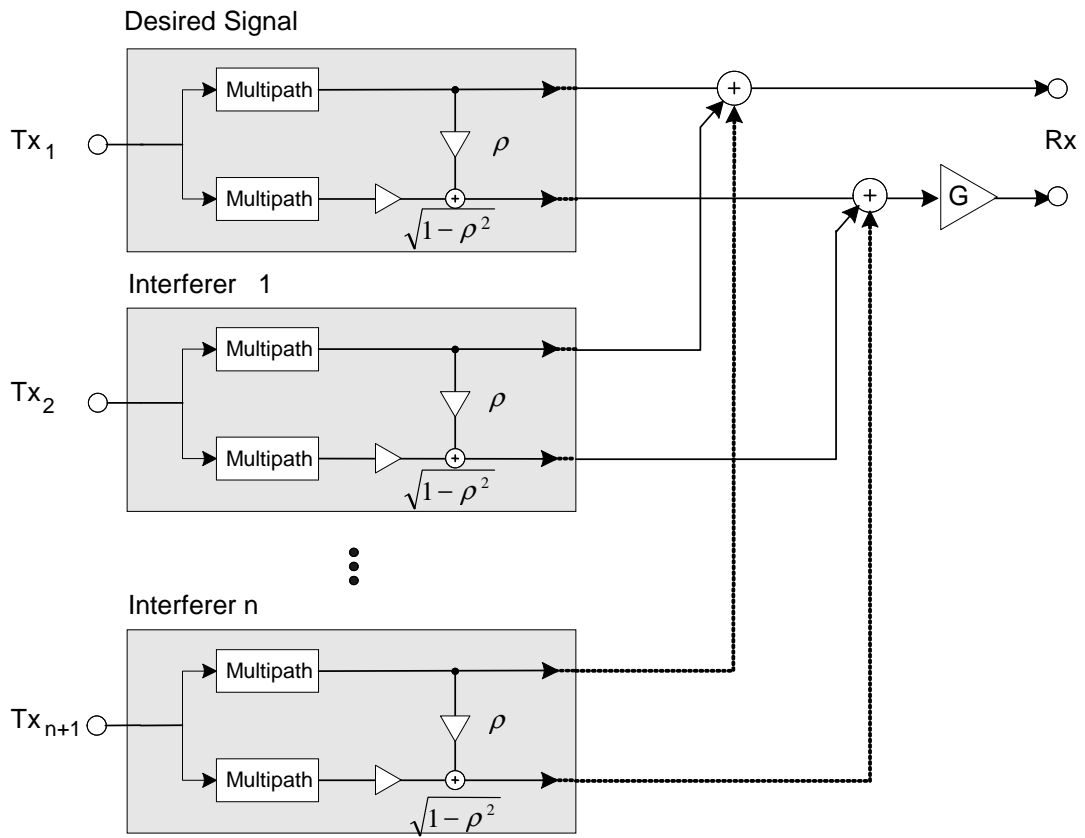 Desired Signal
Tx1
Multipath
ρ
Multipath
√1 − ρ²
+
+
+
G
Rx
Interferer 1
Tx2
Multipath
ρ
Multipath
√1 − ρ²
+
Interferer n
Txn+1
Multipath
ρ
Multipath
√1 − ρ²
+